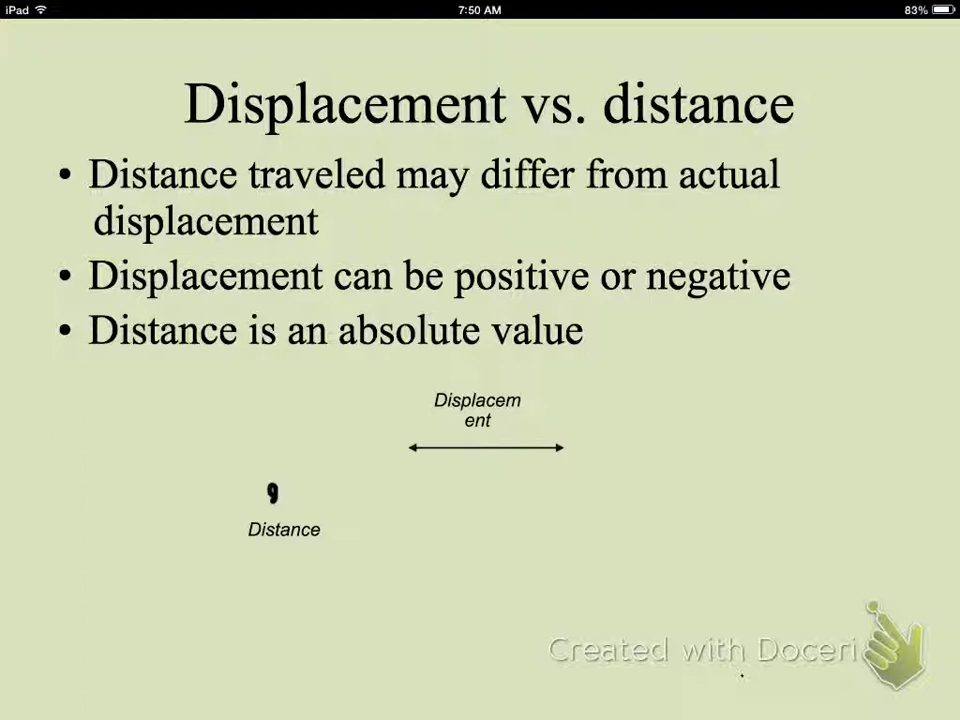 iPad
7:50 AM
83%
Displacement vs. distance
• Distance traveled may differ from actual
displacement
• Displacement can be positive or negative
• Distance is an absolute value
Displacem
ent
9
Distance
Created with Doceri